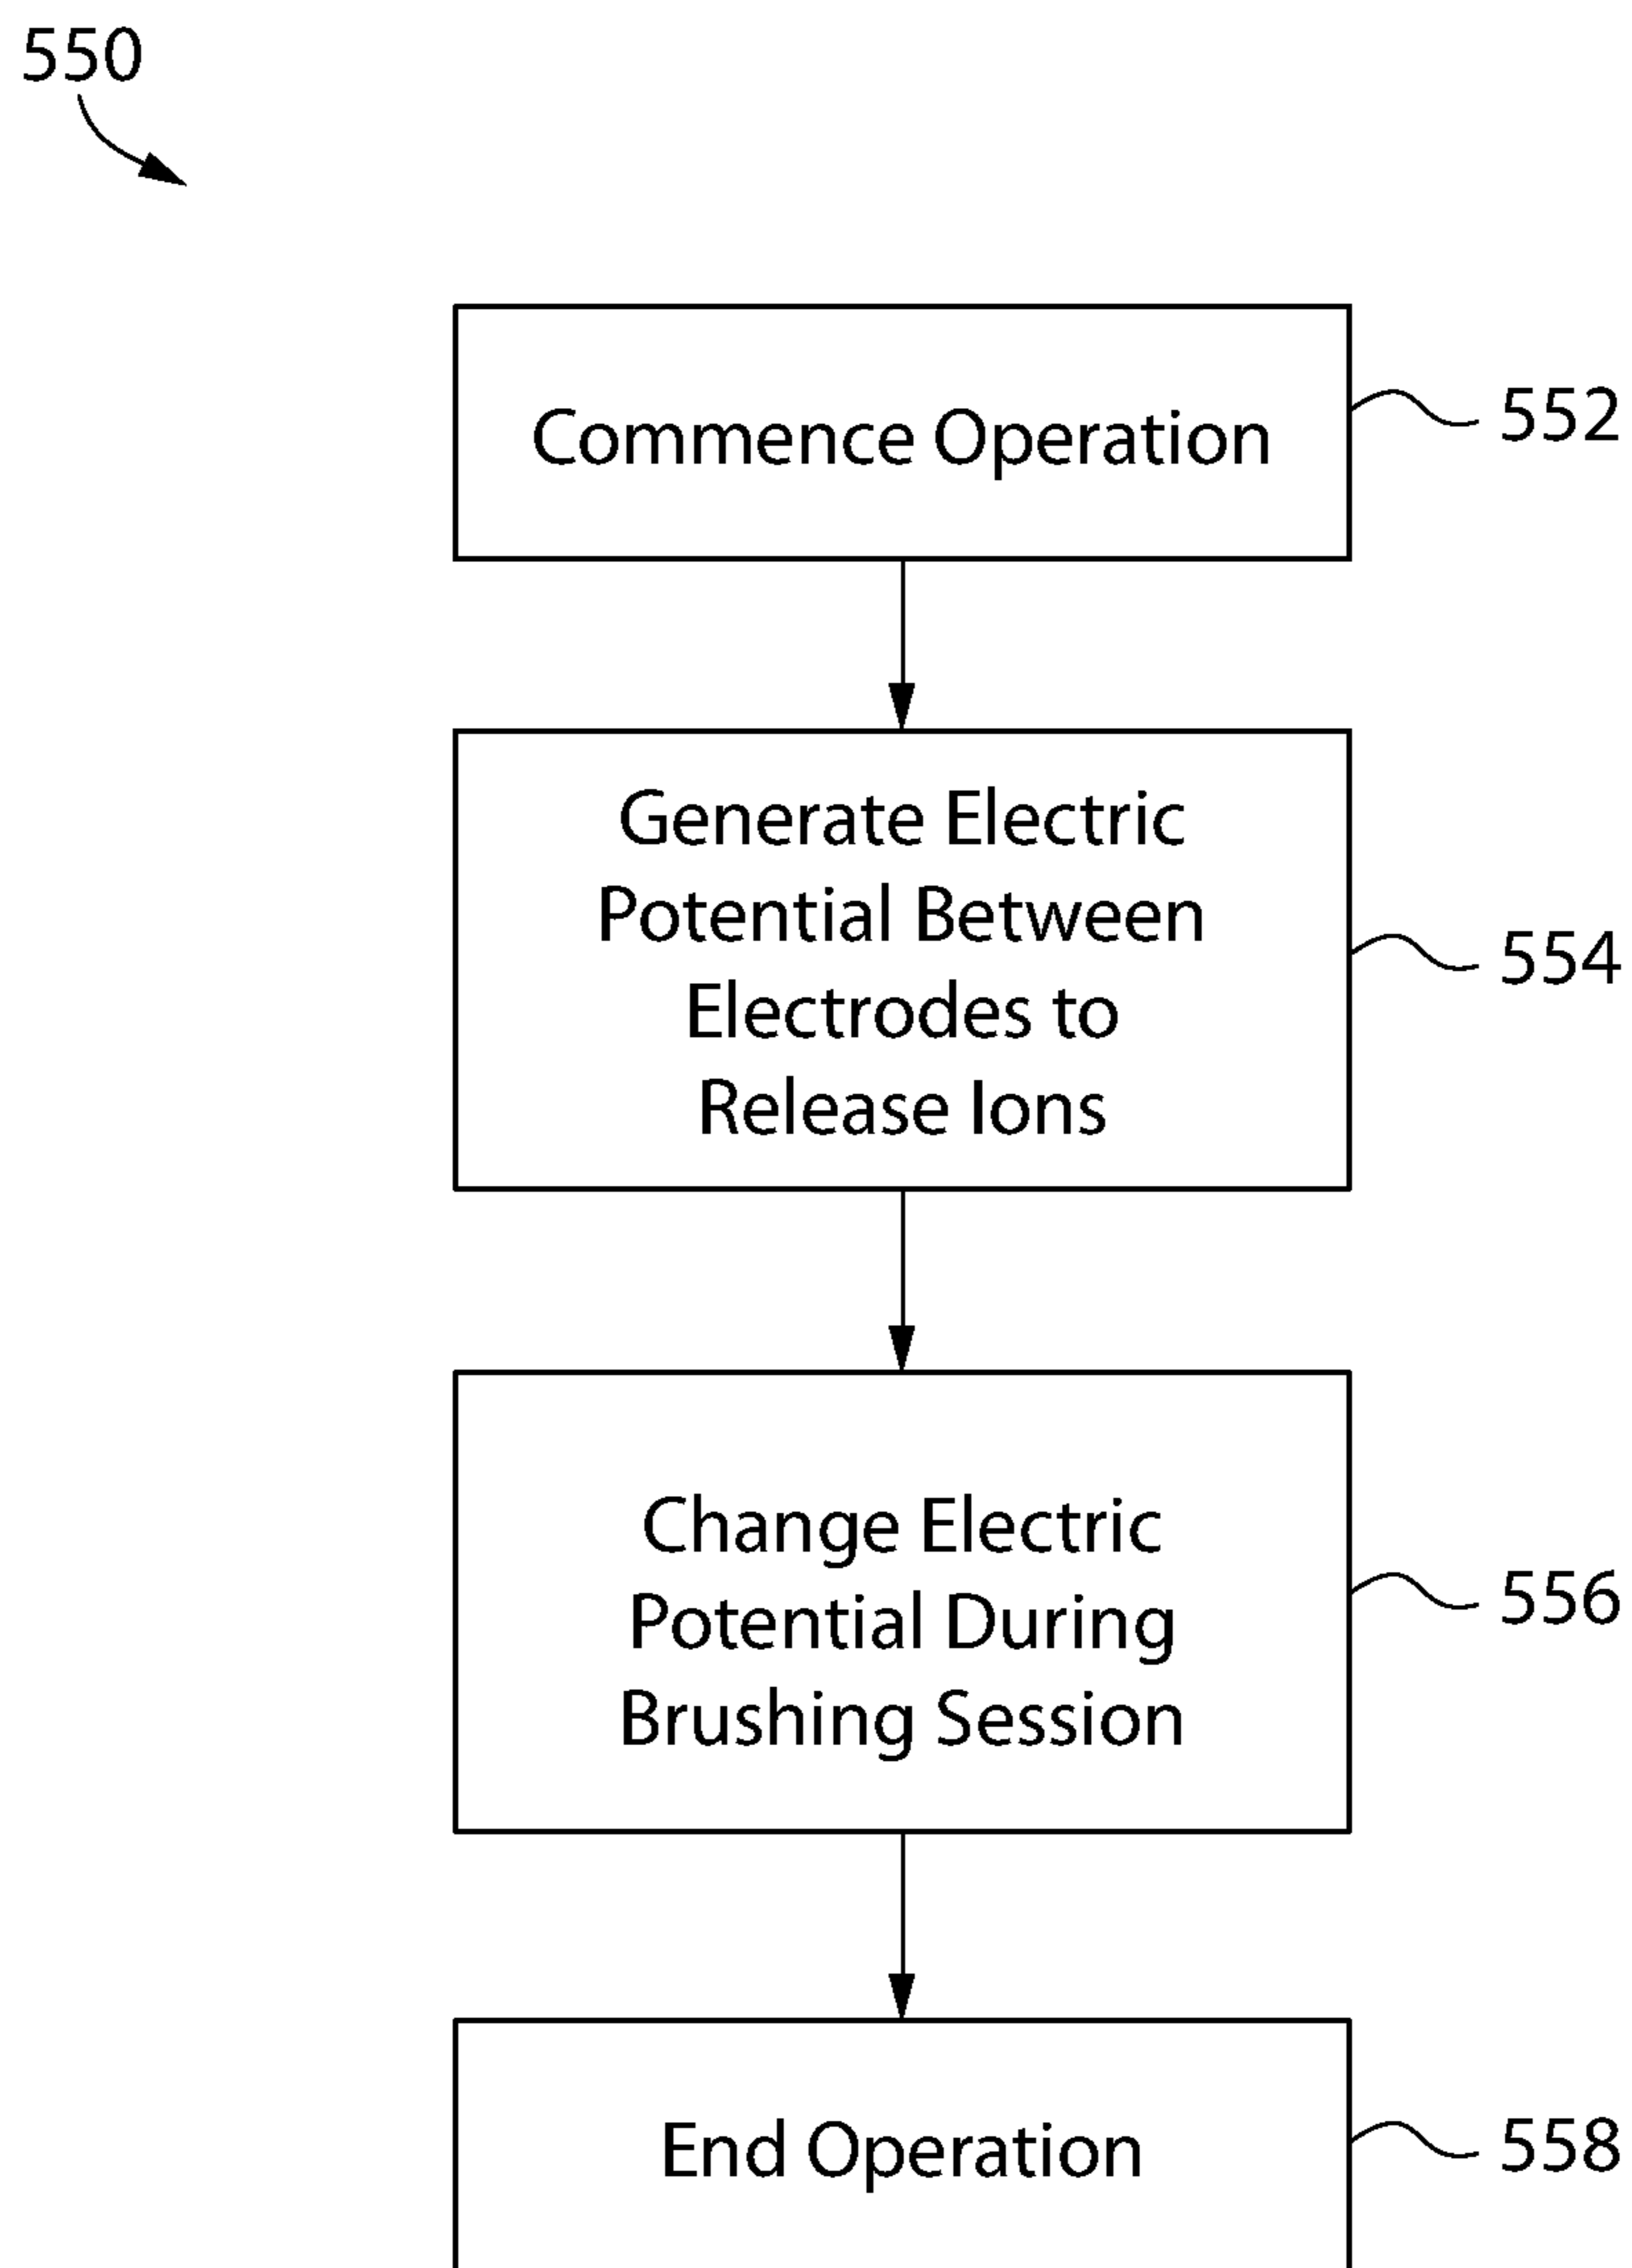 550
Commence Operation
552
Generate Electric
Potential Between
Electrodes to
Release Ions
554
Change Electric
Potential During
Brushing Session
556
End Operation
558